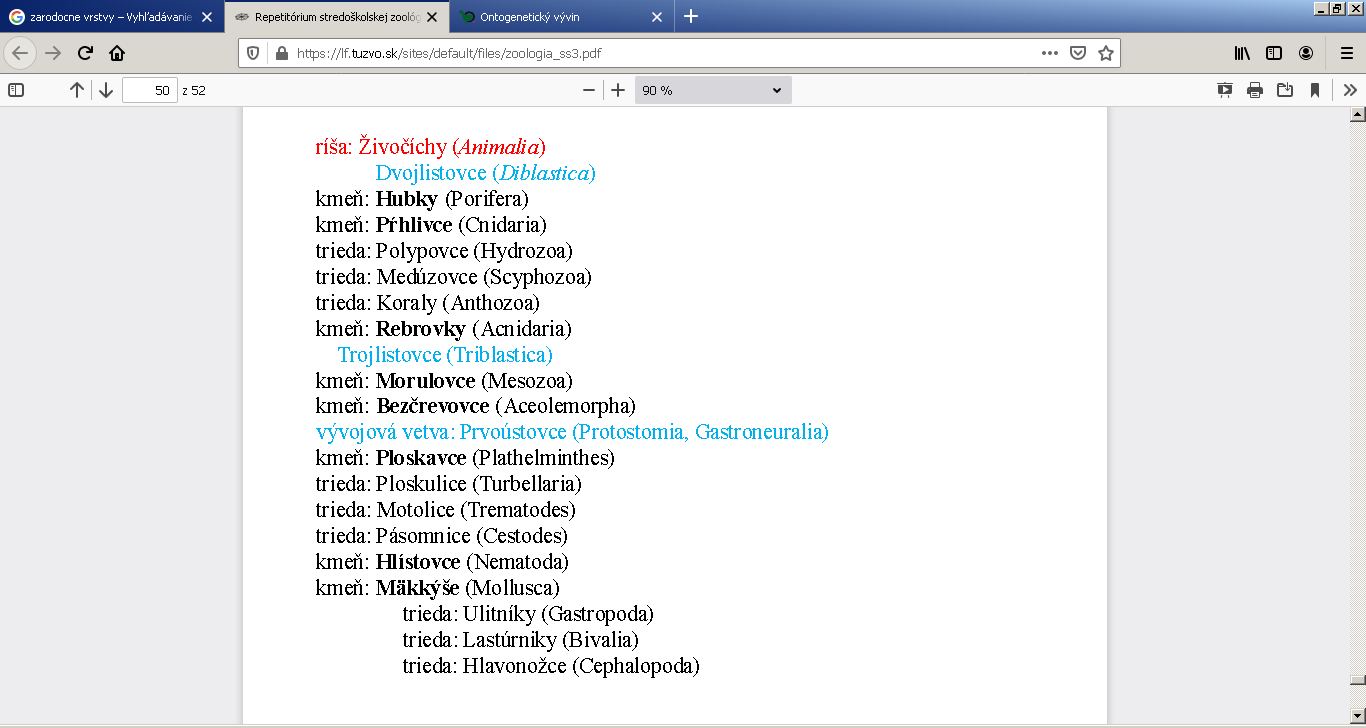 zarodocne vrstvy – Vyhľadávanie
Repetitórium stredoškolskej zoológ
Ontogenetický vývin
https://lf.tuzvo.sk/sites/default/files/zoologia_ss3.pdf
50 z 52
90 %
ríša: Živočíchy (Animalia)
Dvojlistovce (Diblastica)
kmeň: Hubky (Porifera)
kmeň: Pŕhlivce (Cnidaria)
trieda: Polypovce (Hydrozoa)
trieda: Medúzovce (Scyphozoa)
trieda: Koraly (Anthozoa)
kmeň: Rebrovky (Acnidaria)
Trojlistovce (Triblastica)
kmeň: Morulovce (Mesozoa)
kmeň: Bezčrevovce (Aceolemorpha)
vývojová vetva: Prvoústovce (Protostomia, Gastroneuralia)
kmeň: Ploskavce (Plathelminthes)
trieda: Ploskulice (Turbellaria)
trieda: Motolice (Trematodes)
trieda: Pásomnice (Cestodes)
kmeň: Hlístovce (Nematoda)
kmeň: Mäkkýše (Mollusca)
trieda: Ulitníky (Gastropoda)
trieda: Lastúrniky (Bivalia)
trieda: Hlavonožce (Cephalopoda)